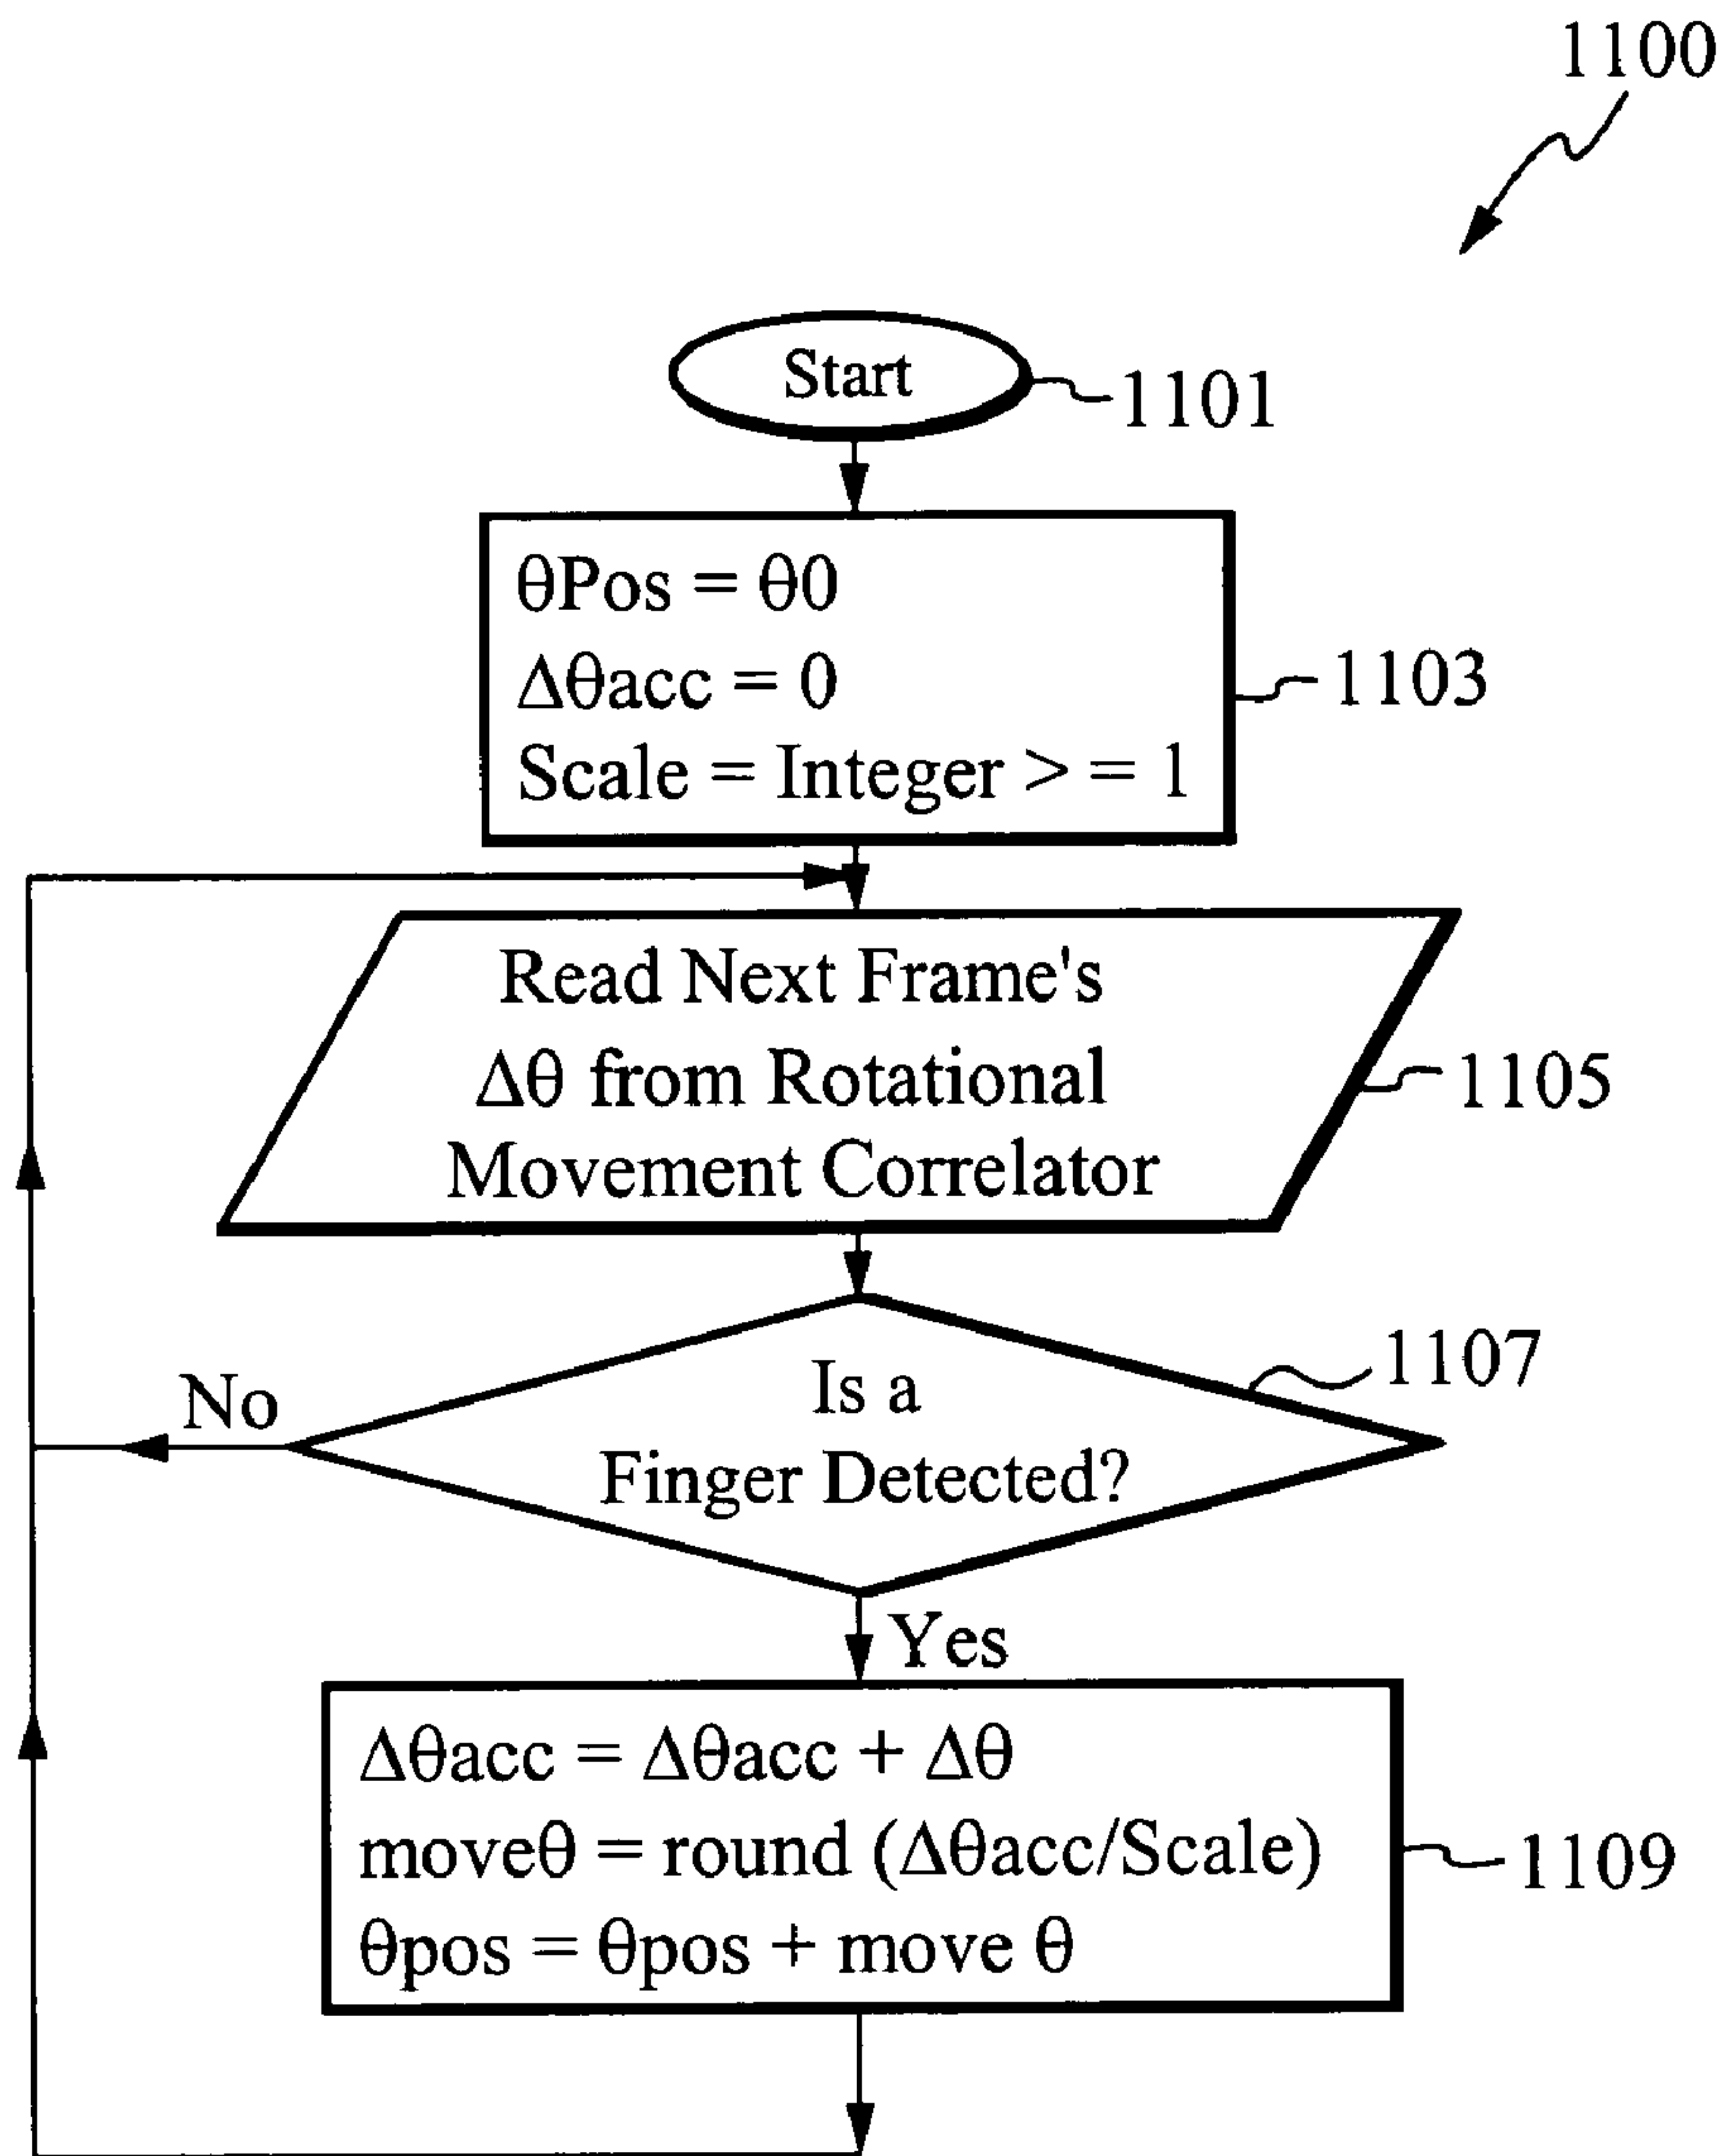 1100
Start
1101
θPos = θ0
Δθacc = 0
Scale = Integer > = 1
1103
Read Next Frame's
Δθ from Rotational
Movement Correlator
1105
Is a
Finger Detected?
1107
No
Yes
Δθacc = Δθacc + Δθ
moveθ = round (Δθacc/Scale)
θpos = θpos + move θ
1109